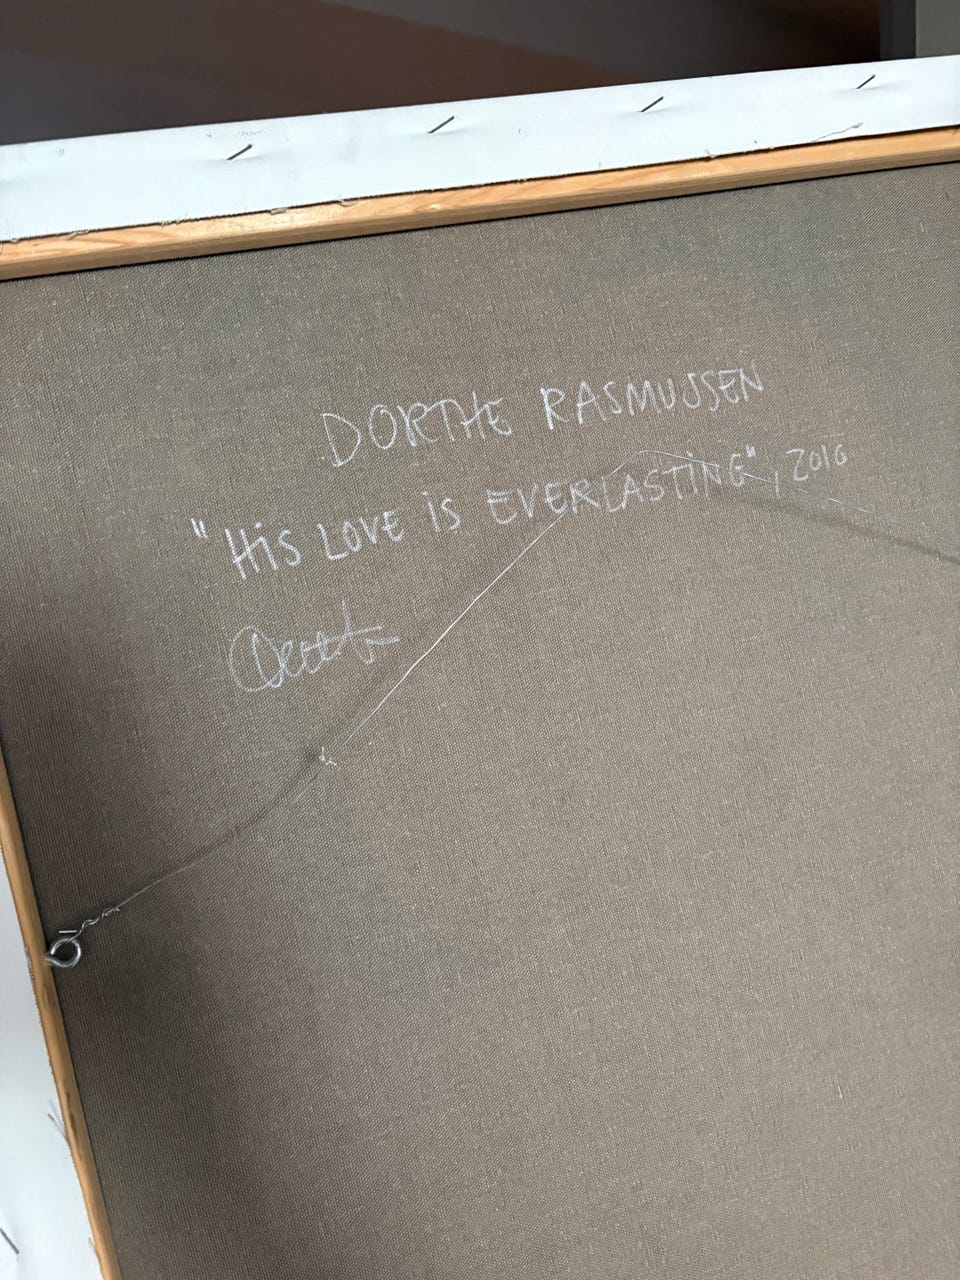 DORTHE RASMUSSEN
"HiS LOVE iS EVERLASTiNG", 2016